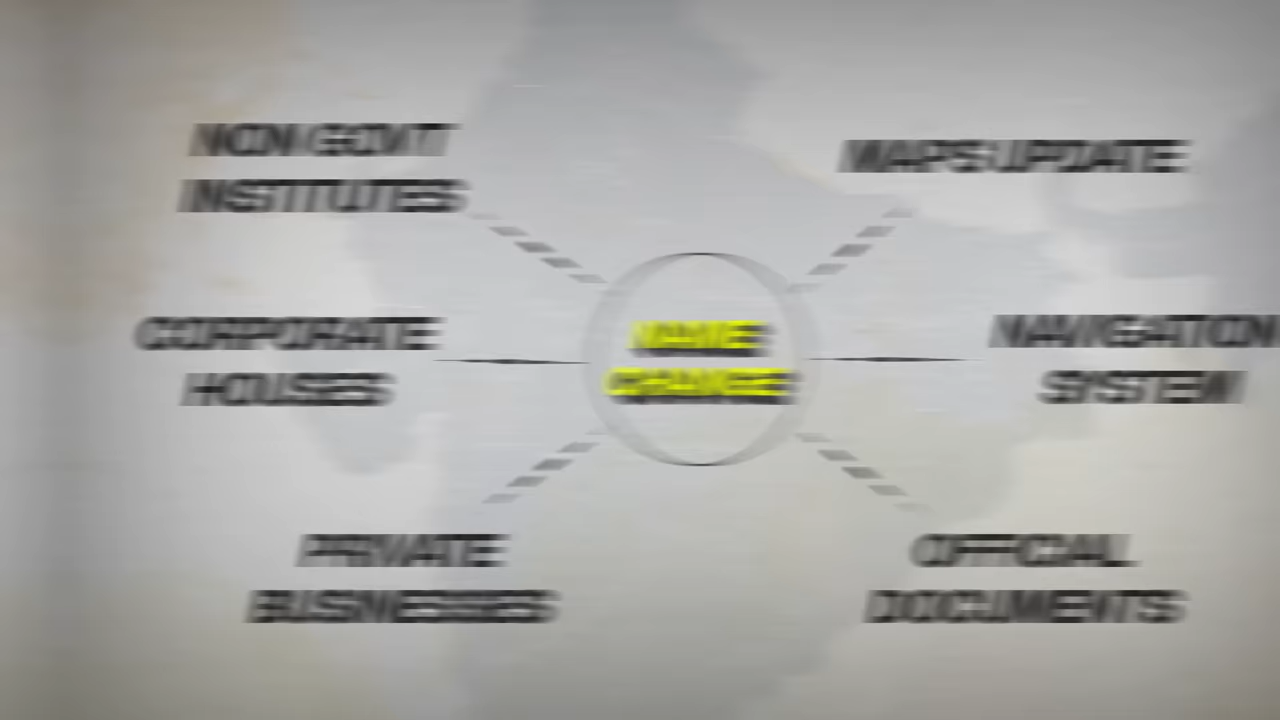 NON GOVT
INSTITUTES
MAPS UPDATE
CORPORATE
HOUSES
NAME
CHANGE
NAVIGATION
SYSTEM
PRIVATE
BUSINESSES
OFFICIAL
DOCUMENTS